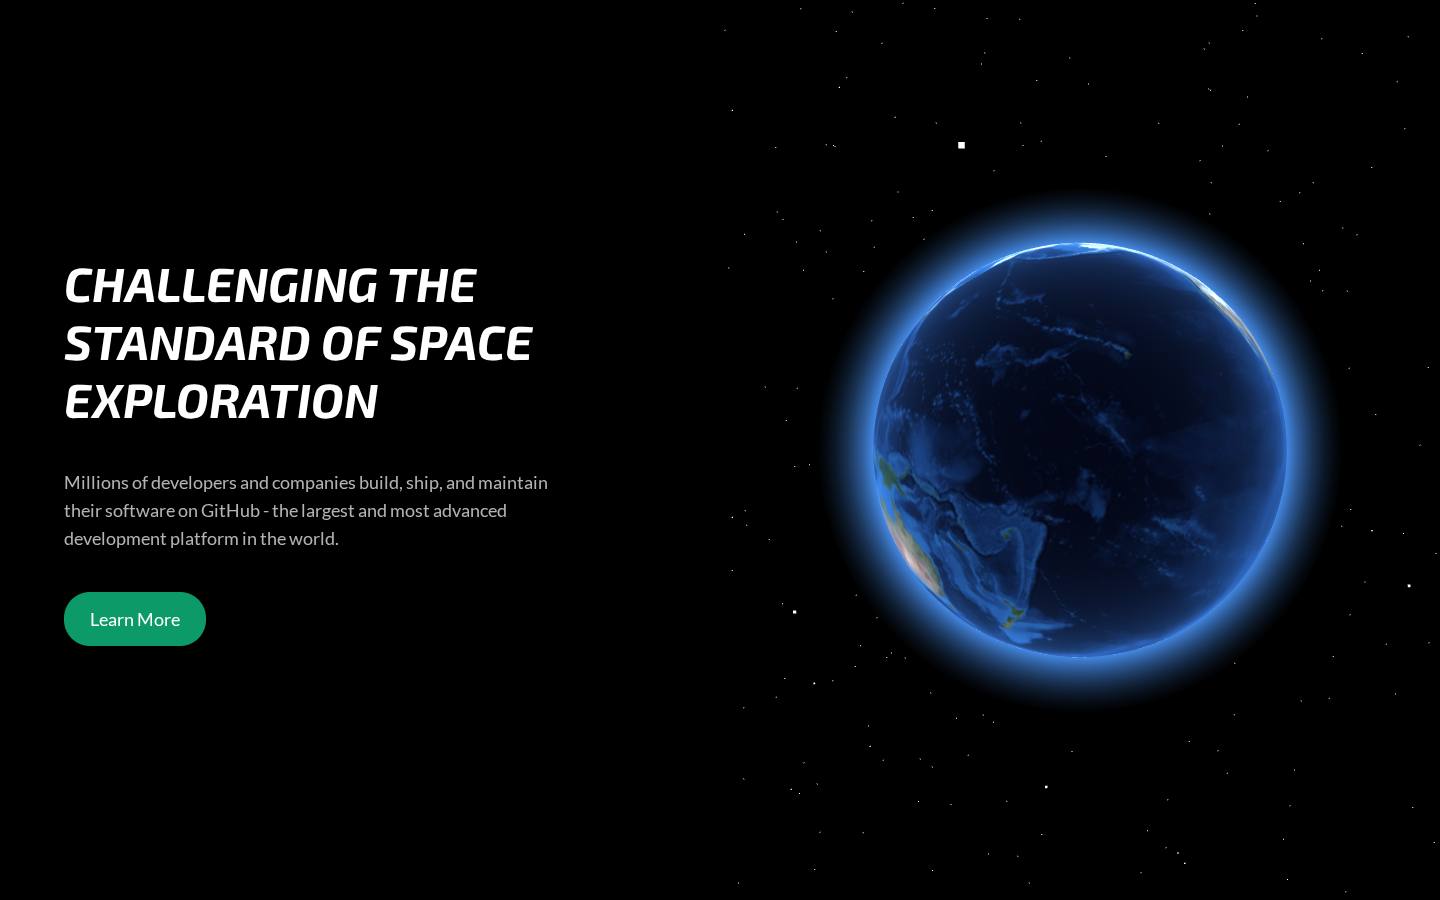 CHALLENGING THE
STANDARD OF SPACE
EXPLORATION
Millions of developers and companies build, ship, and maintain
their software on GitHub - the largest and most advanced
development platform in the world.
Learn More